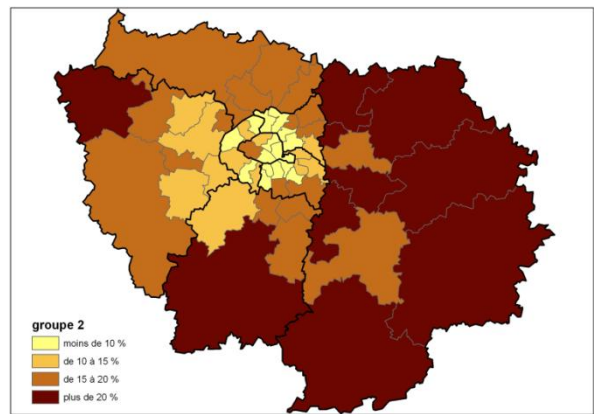 groupe 2
moins de 10 %
de 10 à 15 %
de 15 à 20 %
plus de 20 %